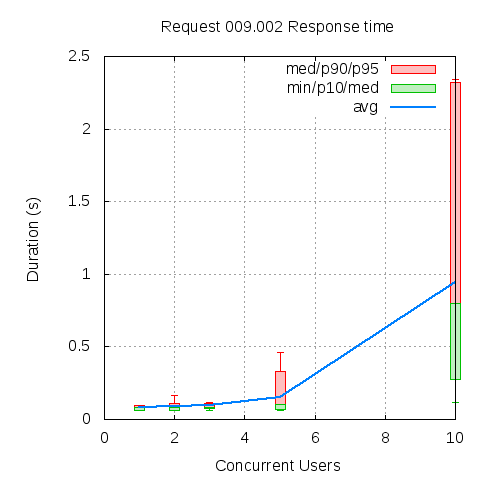 Request 009.002 Response time
med/p90/p95
min/p10/med
avg
Duration (s)
2.5
2
1.5
1
0.5
0
0 2 4 6 8 10
Concurrent Users